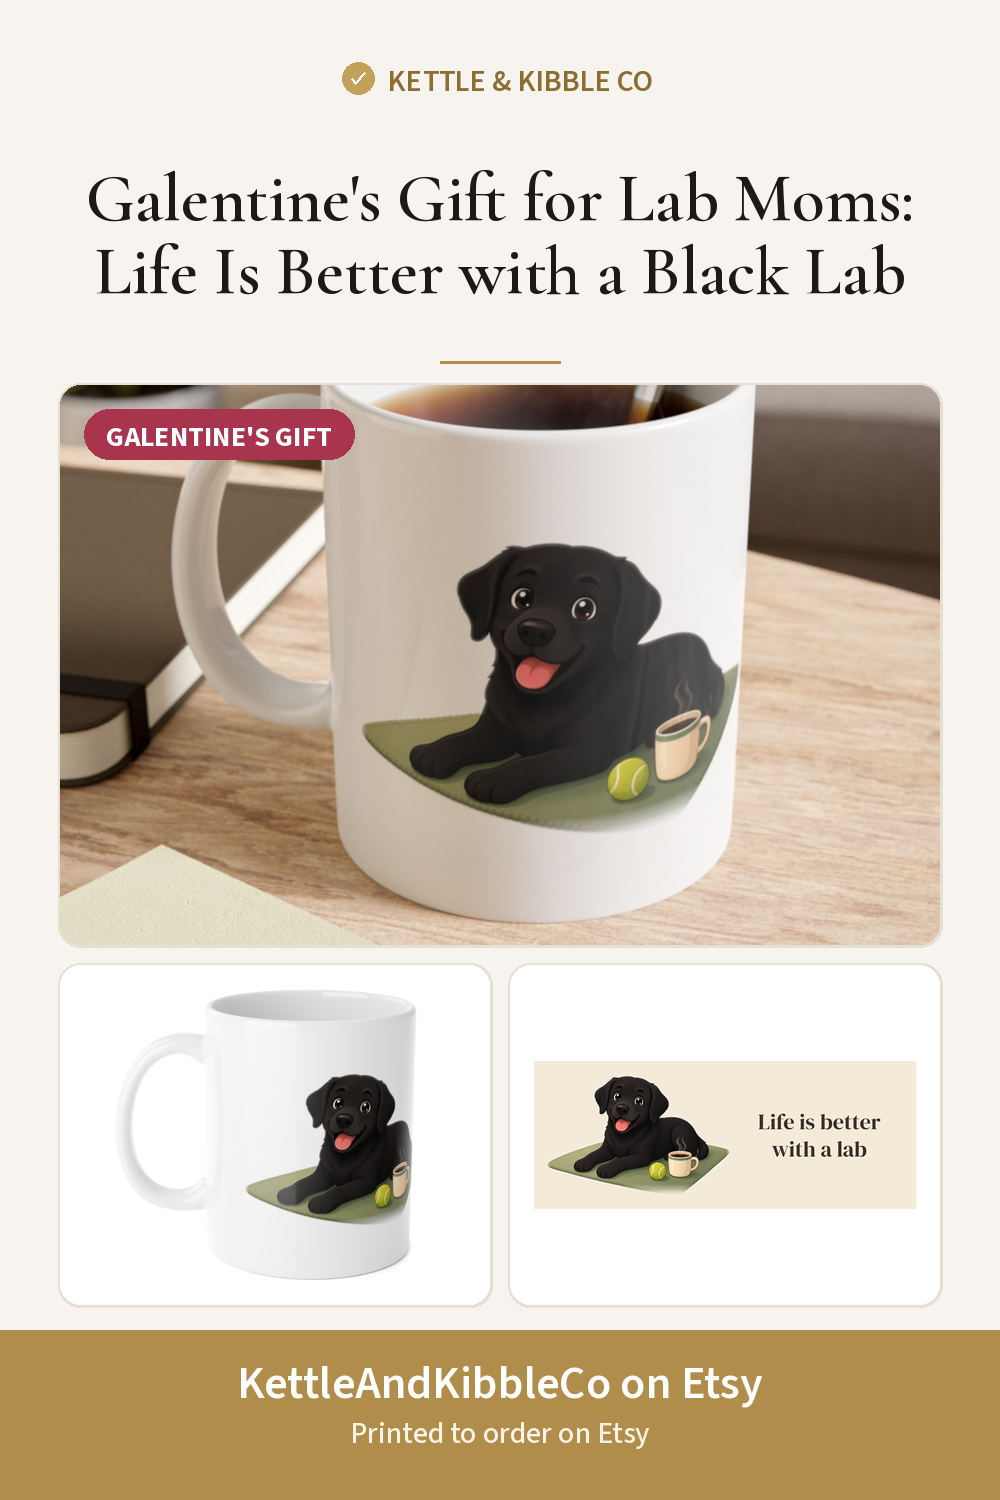 KETTLE & KIBBLE CO
Galentine's Gift for Lab Moms:
Life Is Better with a Black Lab
GALENTINE'S GIFT
Life is better
with a lab
KettleAndKibbleCo on Etsy
Printed to order on Etsy